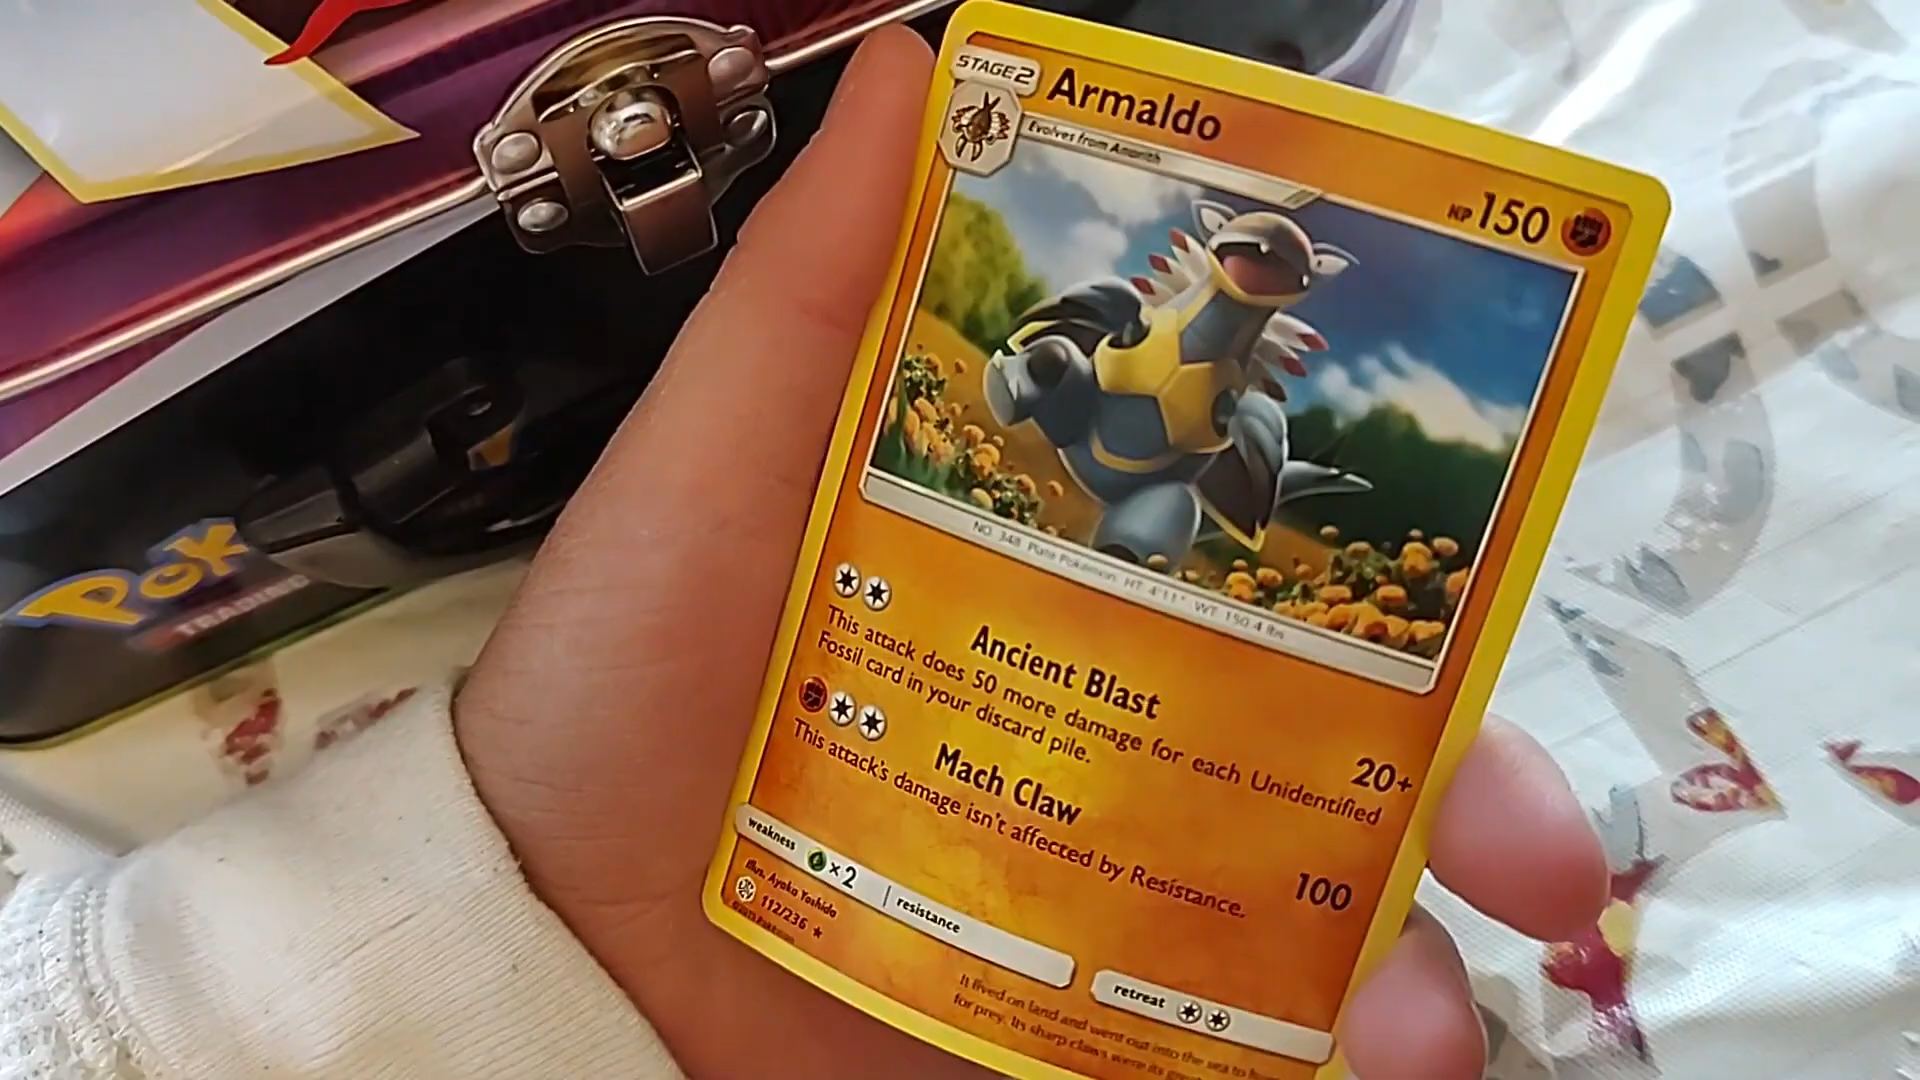 STAGE 2
Armaldo
Evolves from Anorith
HP 150
NO. 348 Plate Pokémon HT: 4'11" WT: 150.4 lbs
Ancient Blast 20+
This attack does 50 more damage for each Unidentified
Fossil card in your discard pile.
Mach Claw 100
This attack's damage isn't affected by Resistance.
weakness ×2 resistance
retreat
Illus. Ayaka Yoshida
112/236 ★
It lived on land and went out into the sea to
for prey. Its sharp claws were its
Pok
TRADING